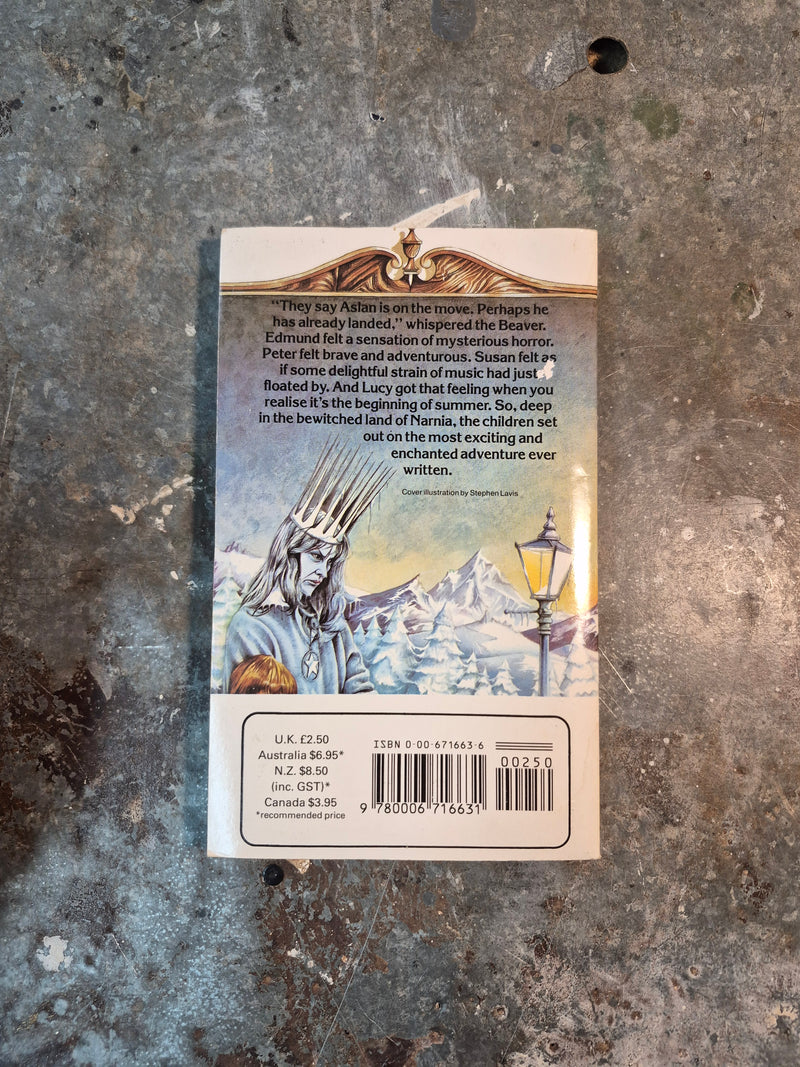 "They say Aslan is on the move. Perhaps he
has already landed," whispered the Beaver.
Edmund felt a sensation of mysterious horror.
Peter felt brave and adventurous. Susan felt as
if some delightful strain of music had just
floated by. And Lucy got that feeling when you
realise it's the beginning of summer. So, deep
in the bewitched land of Narnia, the children set
out on the most exciting and
enchanted adventure ever
written.
Cover illustration by Stephen Lavis
U.K. £2.50
Australia $6.95*
N.Z. $8.50
(inc. GST)*
Canada $3.95
*recommended price
ISBN 0-00-671663-6
00250
9 780006 716631